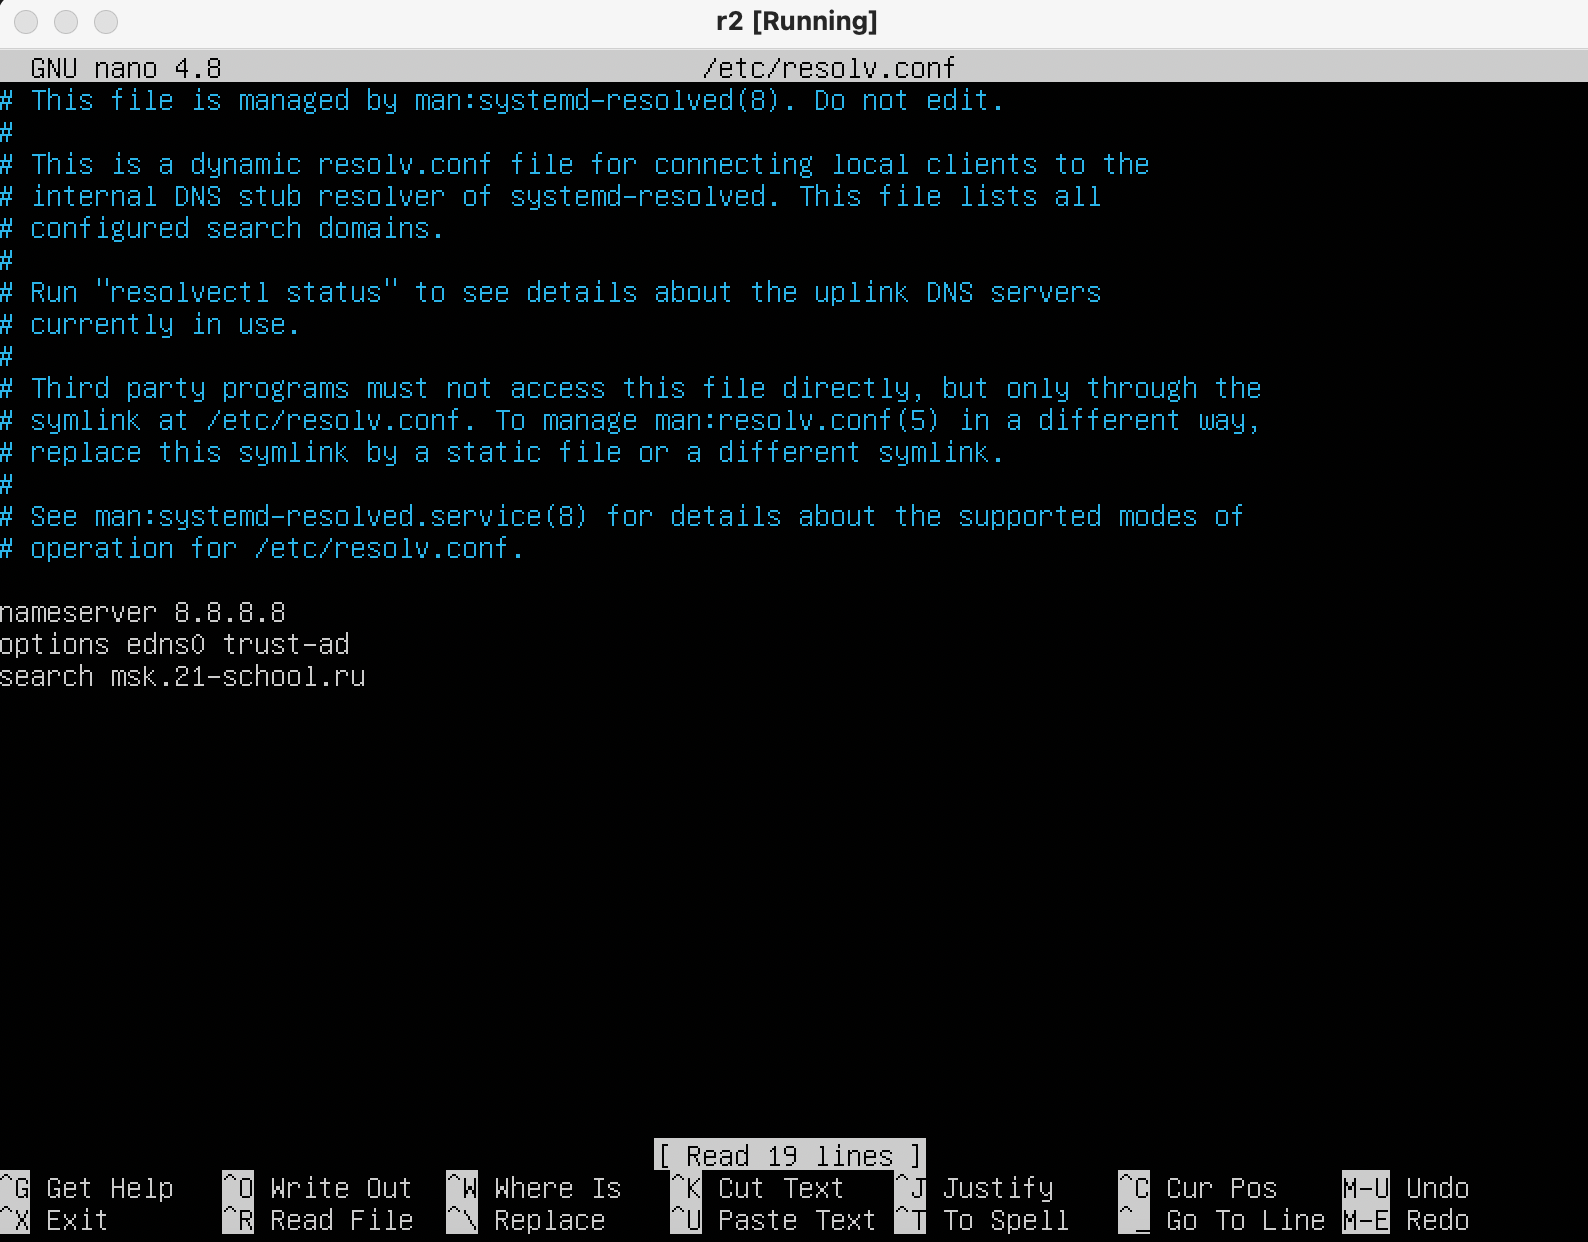 r2 [Running]
GNU nano 4.8 /etc/resolv.conf
# This file is managed by man:systemd-resolved(8). Do not edit.
#
# This is a dynamic resolv.conf file for connecting local clients to the
# internal DNS stub resolver of systemd-resolved. This file lists all
# configured search domains.
#
# Run "resolvectl status" to see details about the uplink DNS servers
# currently in use.
#
# Third party programs must not access this file directly, but only through the
# symlink at /etc/resolv.conf. To manage man:resolv.conf(5) in a different way,
# replace this symlink by a static file or a different symlink.
#
# See man:systemd-resolved.service(8) for details about the supported modes of
# operation for /etc/resolv.conf.
nameserver 8.8.8.8
options edns0 trust-ad
search msk.21-school.ru
[ Read 19 lines ]
^G Get Help ^O Write Out ^W Where Is ^K Cut Text ^J Justify ^C Cur Pos M-U Undo
^X Exit ^R Read File ^\ Replace ^U Paste Text ^T To Spell ^_ Go To Line M-E Redo